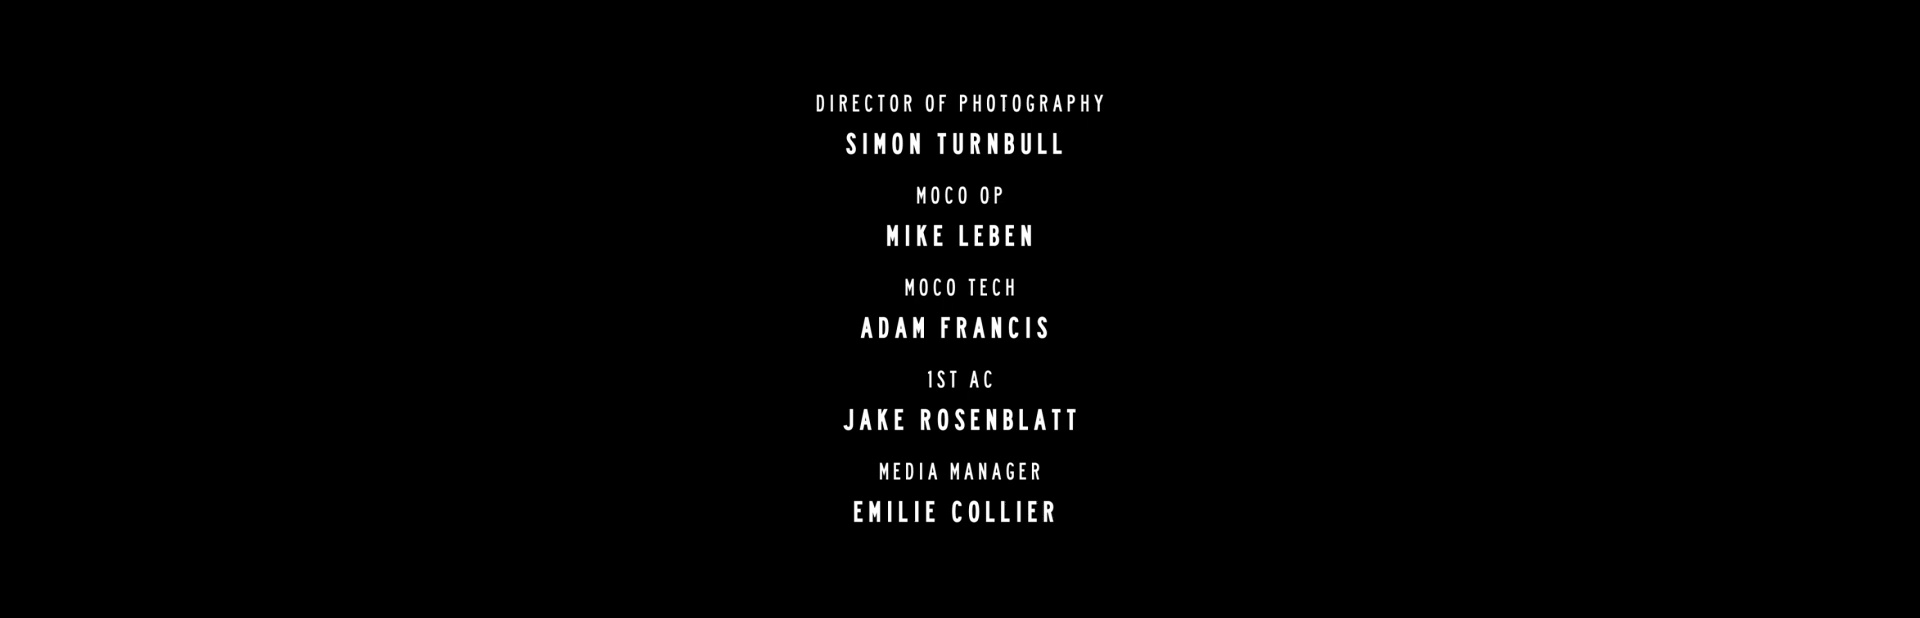 DIRECTOR OF PHOTOGRAPHY
SIMON TURNBULL
MOCO OP
MIKE LEBEN
MOCO TECH
ADAM FRANCIS
1ST AC
JAKE ROSENBLATT
MEDIA MANAGER
EMILIE COLLIER